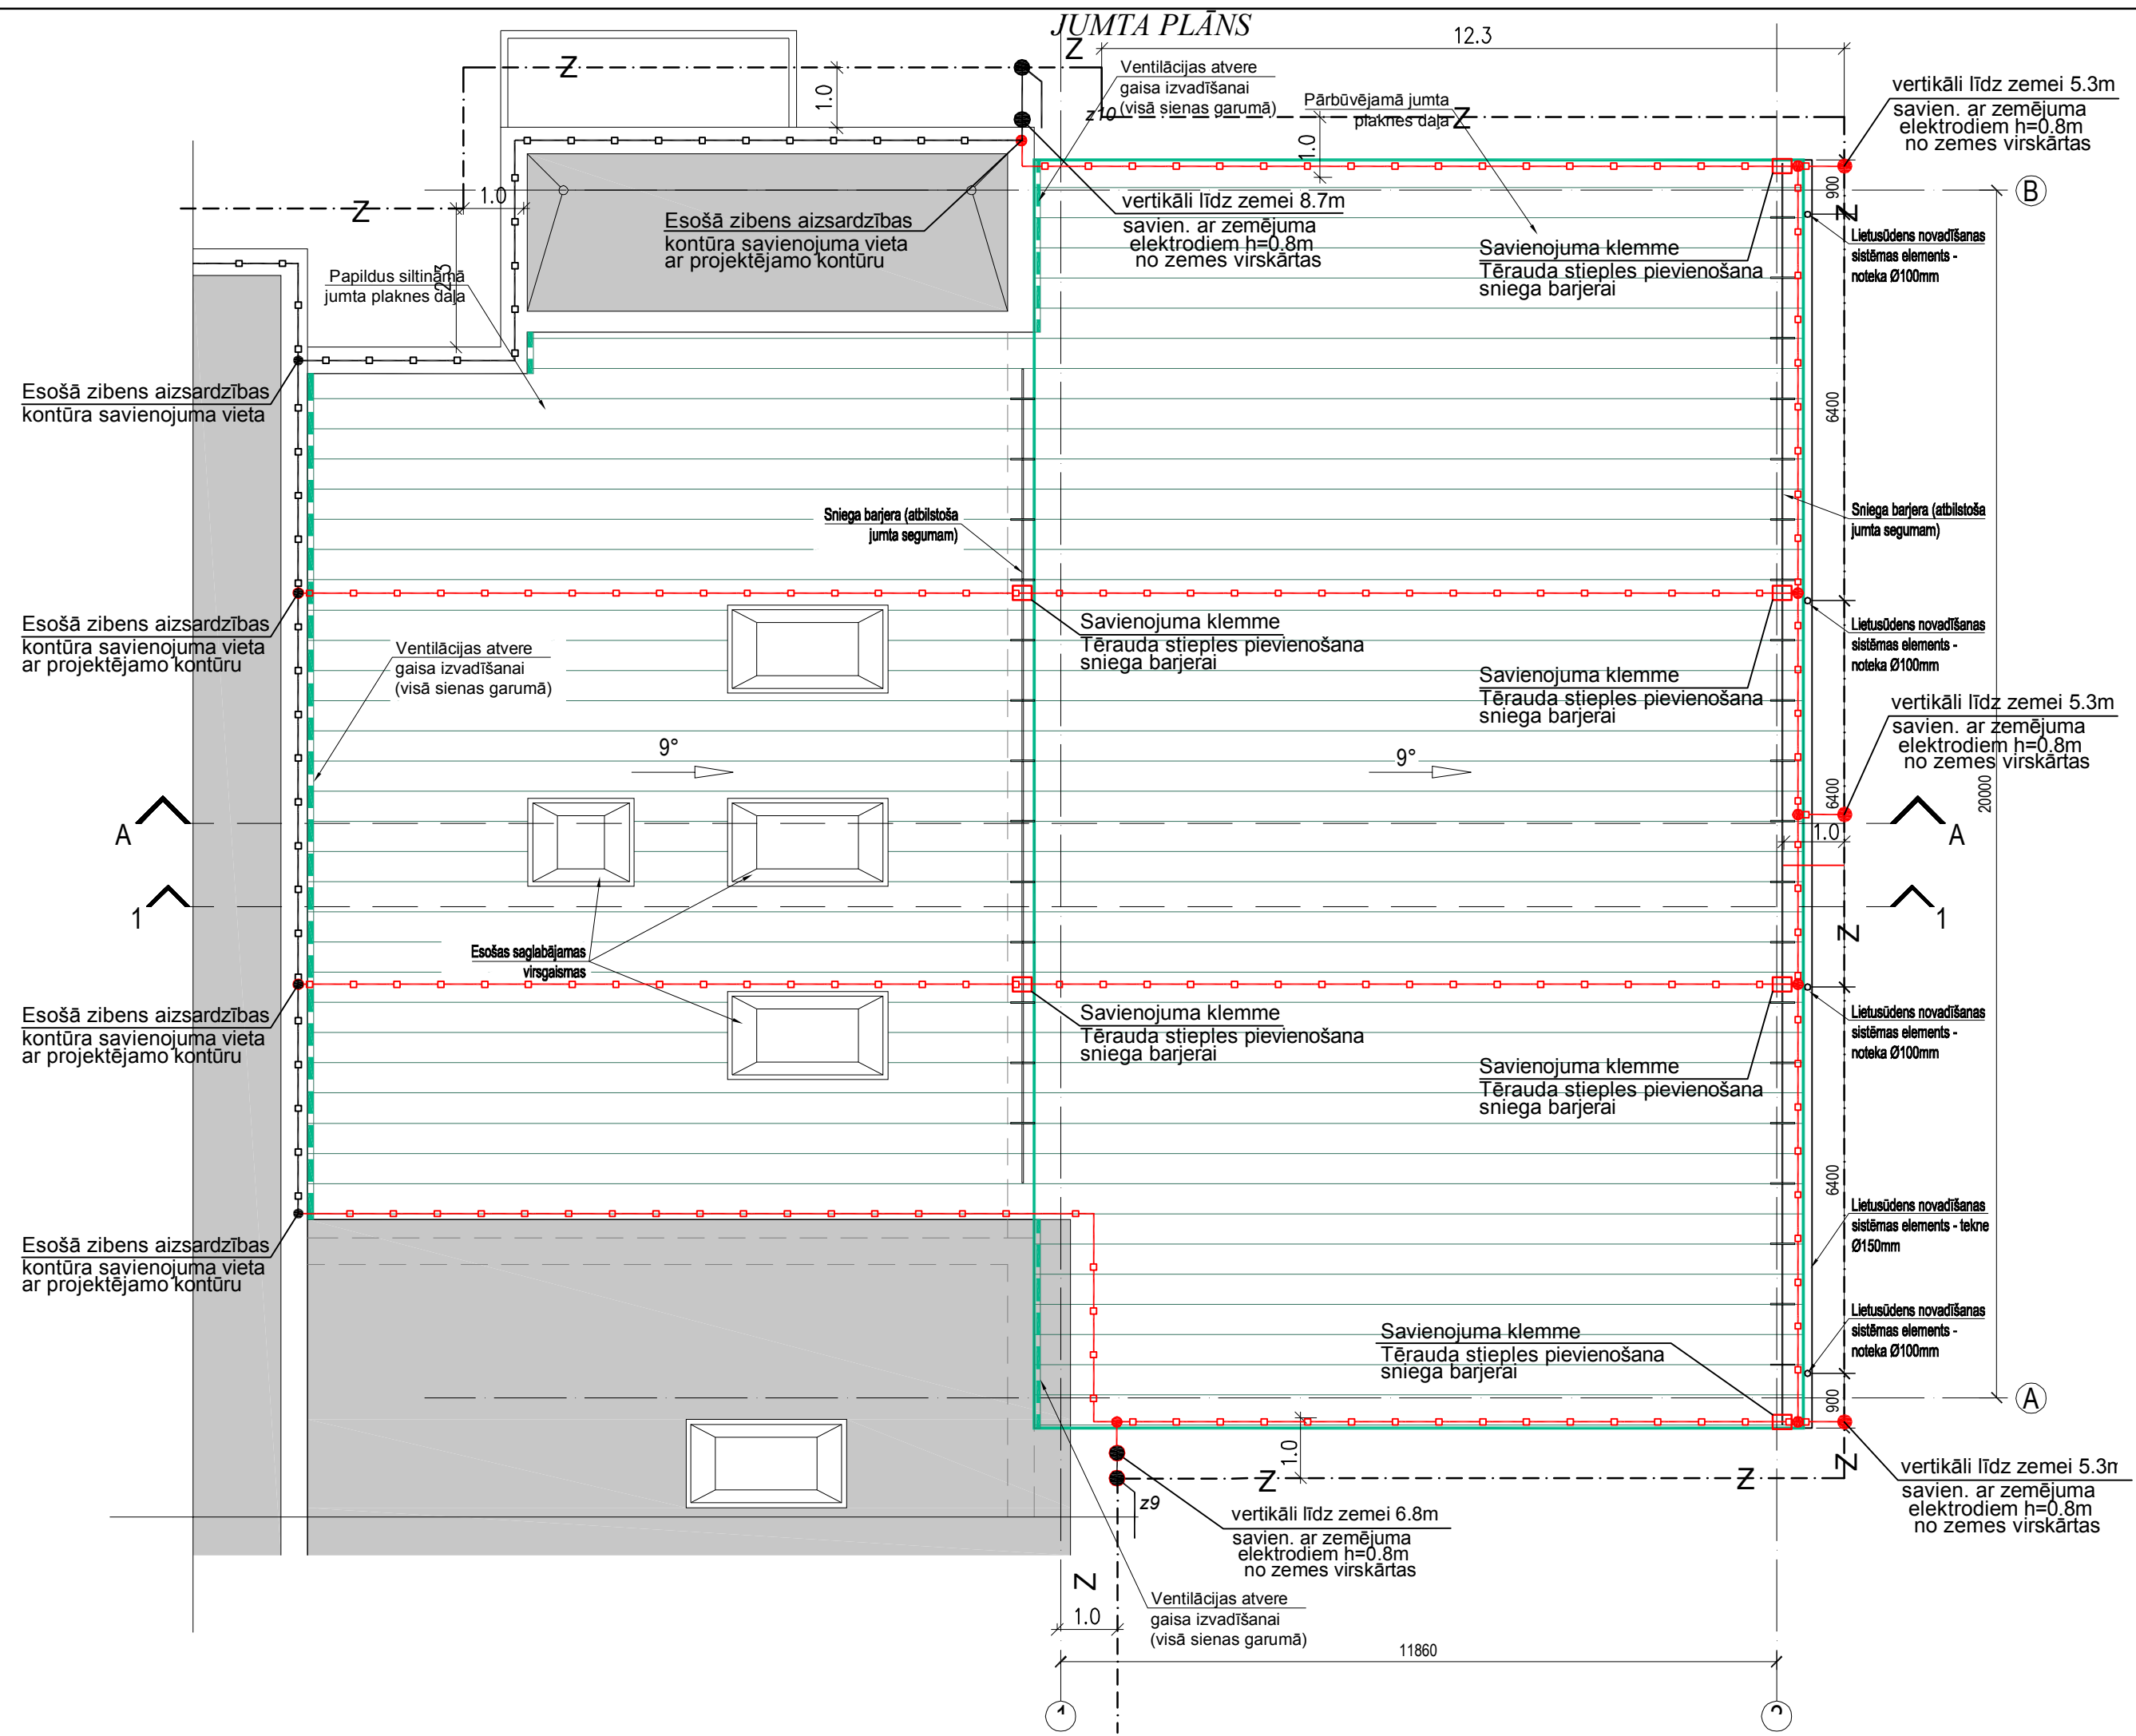 JUMTA PLĀNS
Z
12.3
Z
Ventilācijas atvere
gaisa izvadīšanai
(visā sienas garumā)
z10
1.0
Pārbūvējamā jumta
plaknes daļa
Z
1.0
vertikāli līdz zemei 5.3m
savien. ar zemējuma
elektrodiem h=0.8m
no zemes virskārtas
900
B
Z
1.0
Z
Esošā zibens aizsardzības
kontūra savienojuma vieta
ar projektējamo kontūru
vertikāli līdz zemei 8.7m
savien. ar zemējuma
elektrodiem h=0.8m
no zemes virskārtas
Savienojuma klemme
Tērauda stieples pievienošana
sniega barjerai
Lietusūdens novadīšanas
sistēmas elements -
noteka Ø100mm
Papildus siltināmā
jumta plaknes daļa
Esošā zibens aizsardzības
kontūra savienojuma vieta
6400
Sniega barjera (atbilstoša
jumta segumam)
Sniega barjera (atbilstoša
jumta segumam)
Esošā zibens aizsardzības
kontūra savienojuma vieta
ar projektējamo kontūru
Ventilācijas atvere
gaisa izvadīšanai
(visā sienas garumā)
Savienojuma klemme
Tērauda stieples pievienošana
sniega barjerai
Savienojuma klemme
Tērauda stieples pievienošana
sniega barjerai
Lietusūdens novadīšanas
sistēmas elements -
noteka Ø100mm
vertikāli līdz zemei 5.3m
savien. ar zemējuma
elektrodiem h=0.8m
no zemes virskārtas
9°
9°
6400
20000
A
1.0
A
1
1
Z
Esošas saglabājamas
virsgaismas
Esošā zibens aizsardzības
kontūra savienojuma vieta
ar projektējamo kontūru
Savienojuma klemme
Tērauda stieples pievienošana
sniega barjerai
Savienojuma klemme
Tērauda stieples pievienošana
sniega barjerai
Lietusūdens novadīšanas
sistēmas elements -
noteka Ø100mm
6400
Lietusūdens novadīšanas
sistēmas elements - tekne
Ø150mm
Esošā zibens aizsardzības
kontūra savienojuma vieta
ar projektējamo kontūru
Savienojuma klemme
Tērauda stieples pievienošana
sniega barjerai
Lietusūdens novadīšanas
sistēmas elements -
noteka Ø100mm
900
A
1.0
Z
Z
Z
vertikāli līdz zemei 5.3m
savien. ar zemējuma
elektrodiem h=0.8m
no zemes virskārtas
z9
vertikāli līdz zemei 6.8m
savien. ar zemējuma
elektrodiem h=0.8m
no zemes virskārtas
Z
1.0
Ventilācijas atvere
gaisa izvadīšanai
(visā sienas garumā)
11860